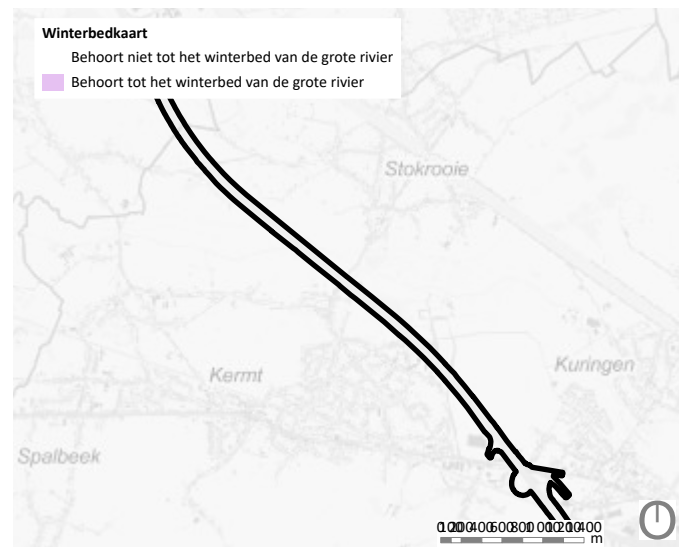 Winterbedkaart
Behoort niet tot het winterbed van de grote rivier
Behoort tot het winterbed van de grote rivier
Stokrooie
Kermt
Kuringen
Spalbeek
m